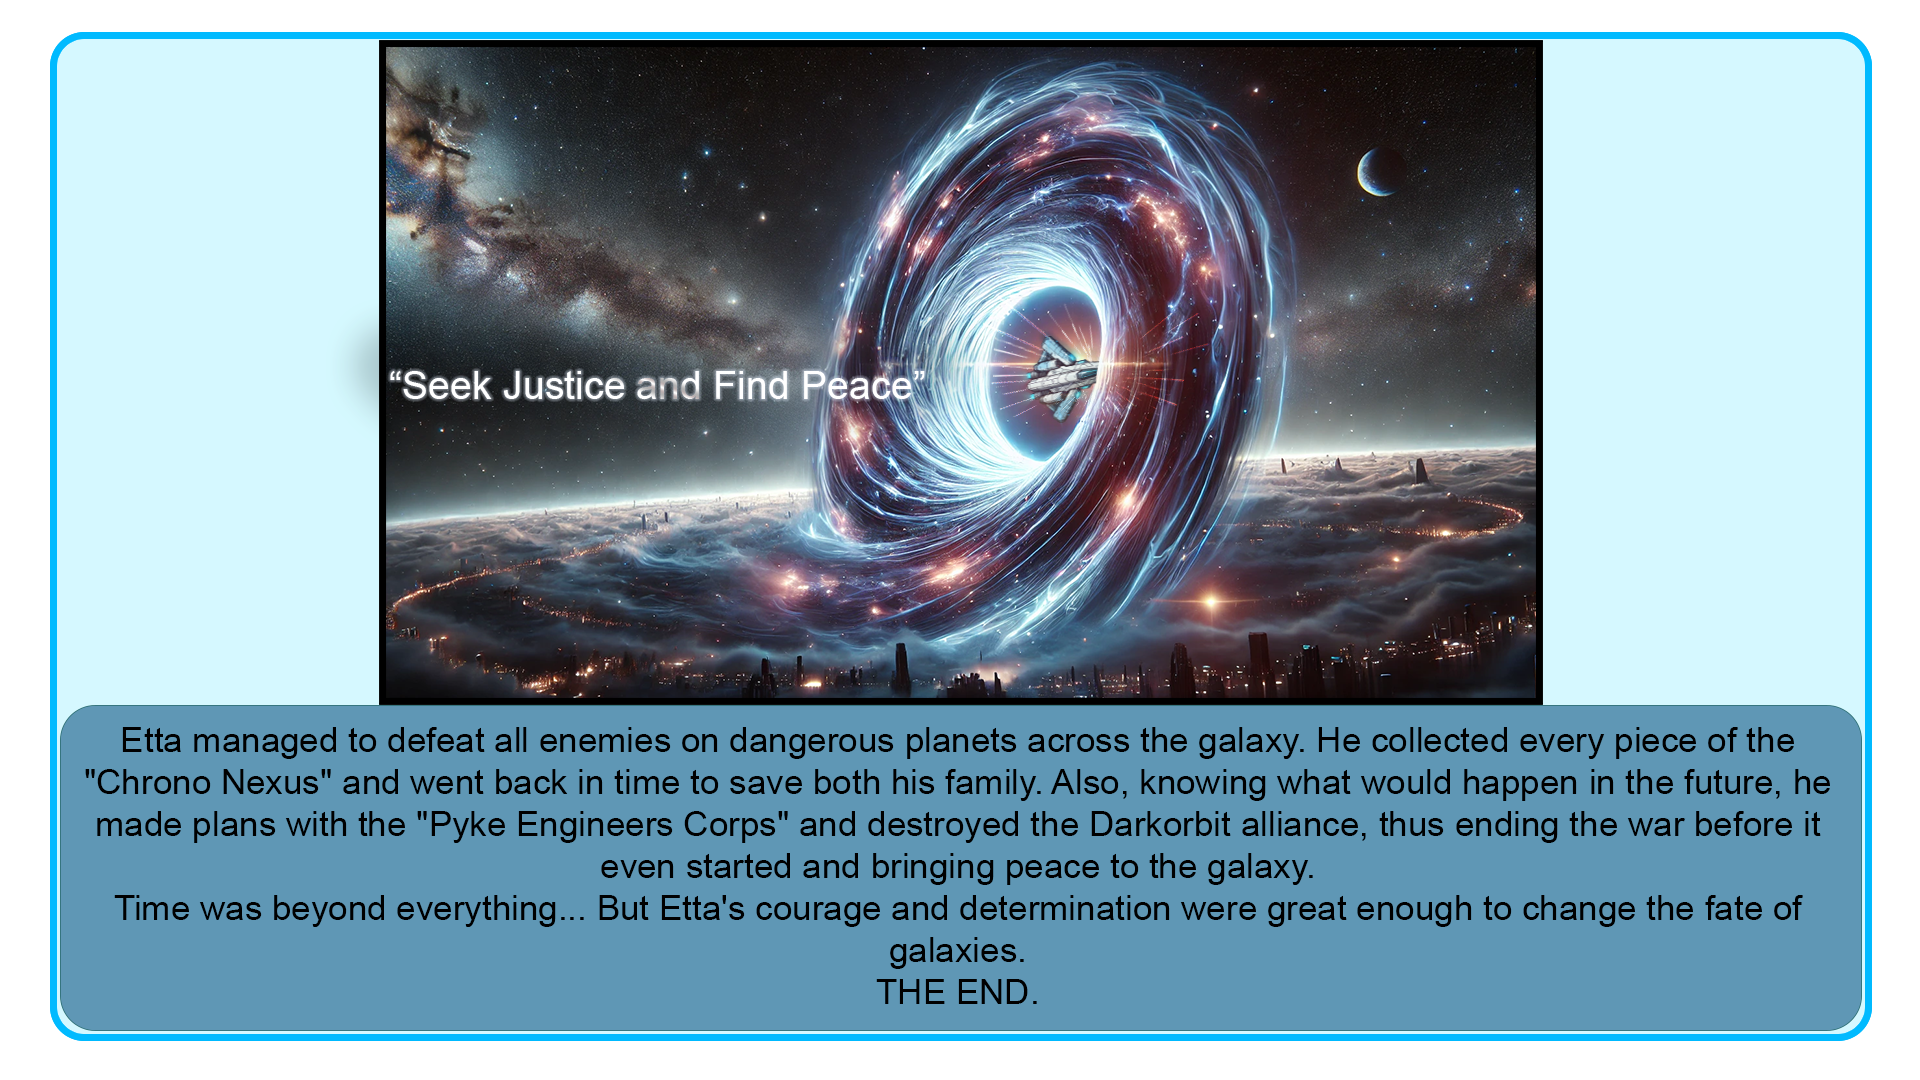 “Seek Justice and Find Peace”
Etta managed to defeat all enemies on dangerous planets across the galaxy. He collected every piece of the
"Chrono Nexus" and went back in time to save both his family. Also, knowing what would happen in the future, he
made plans with the "Pyke Engineers Corps" and destroyed the Darkorbit alliance, thus ending the war before it
even started and bringing peace to the galaxy.
Time was beyond everything... But Etta's courage and determination were great enough to change the fate of
galaxies.
THE END.